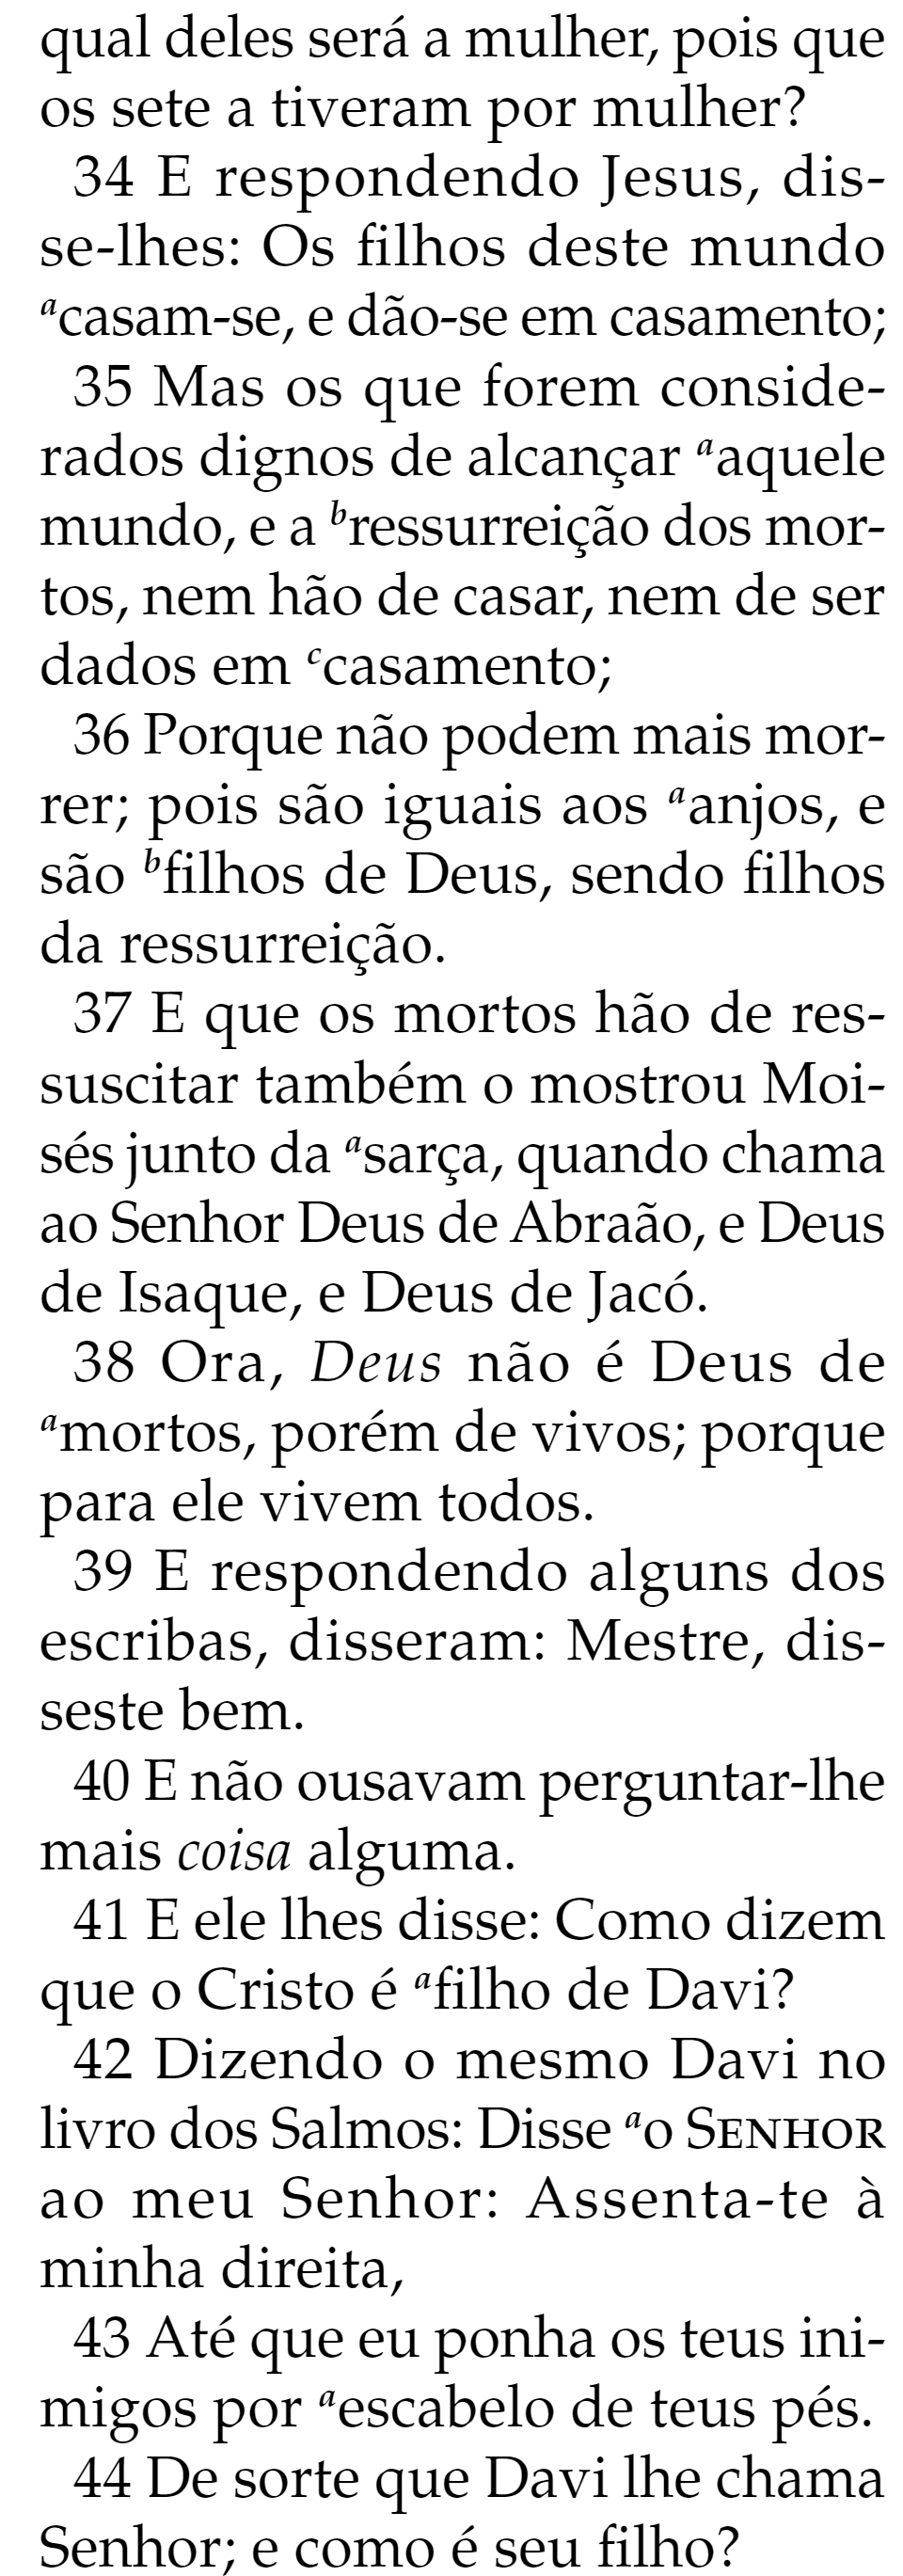 qual deles será a mulher, pois que
os sete a tiveram por mulher?
34 E respondendo Jesus, dis-
se-lhes: Os filhos deste mundo
ᵃcasam-se, e dão-se em casamento;
35 Mas os que forem conside-
rados dignos de alcançar ᵃaquele
mundo, e a ᵇressurreição dos mor-
tos, nem hão de casar, nem de ser
dados em ᶜcasamento;
36 Porque não podem mais mor-
rer; pois são iguais aos ᵃanjos, e
são ᵇfilhos de Deus, sendo filhos
da ressurreição.
37 E que os mortos hão de res-
suscitar também o mostrou Moi-
sés junto da ᵃsarça, quando chama
ao Senhor Deus de Abraão, e Deus
de Isaque, e Deus de Jacó.
38 Ora, Deus não é Deus de
ᵃmortos, porém de vivos; porque
para ele vivem todos.
39 E respondendo alguns dos
escribas, disseram: Mestre, dis-
seste bem.
40 E não ousavam perguntar-lhe
mais coisa alguma.
41 E ele lhes disse: Como dizem
que o Cristo é ᵃfilho de Davi?
42 Dizendo o mesmo Davi no
livro dos Salmos: Disse ᵃo SENHOR
ao meu Senhor: Assenta-te à
minha direita,
43 Até que eu ponha os teus ini-
migos por ᵃescabelo de teus pés.
44 De sorte que Davi lhe chama
Senhor; e como é seu filho?